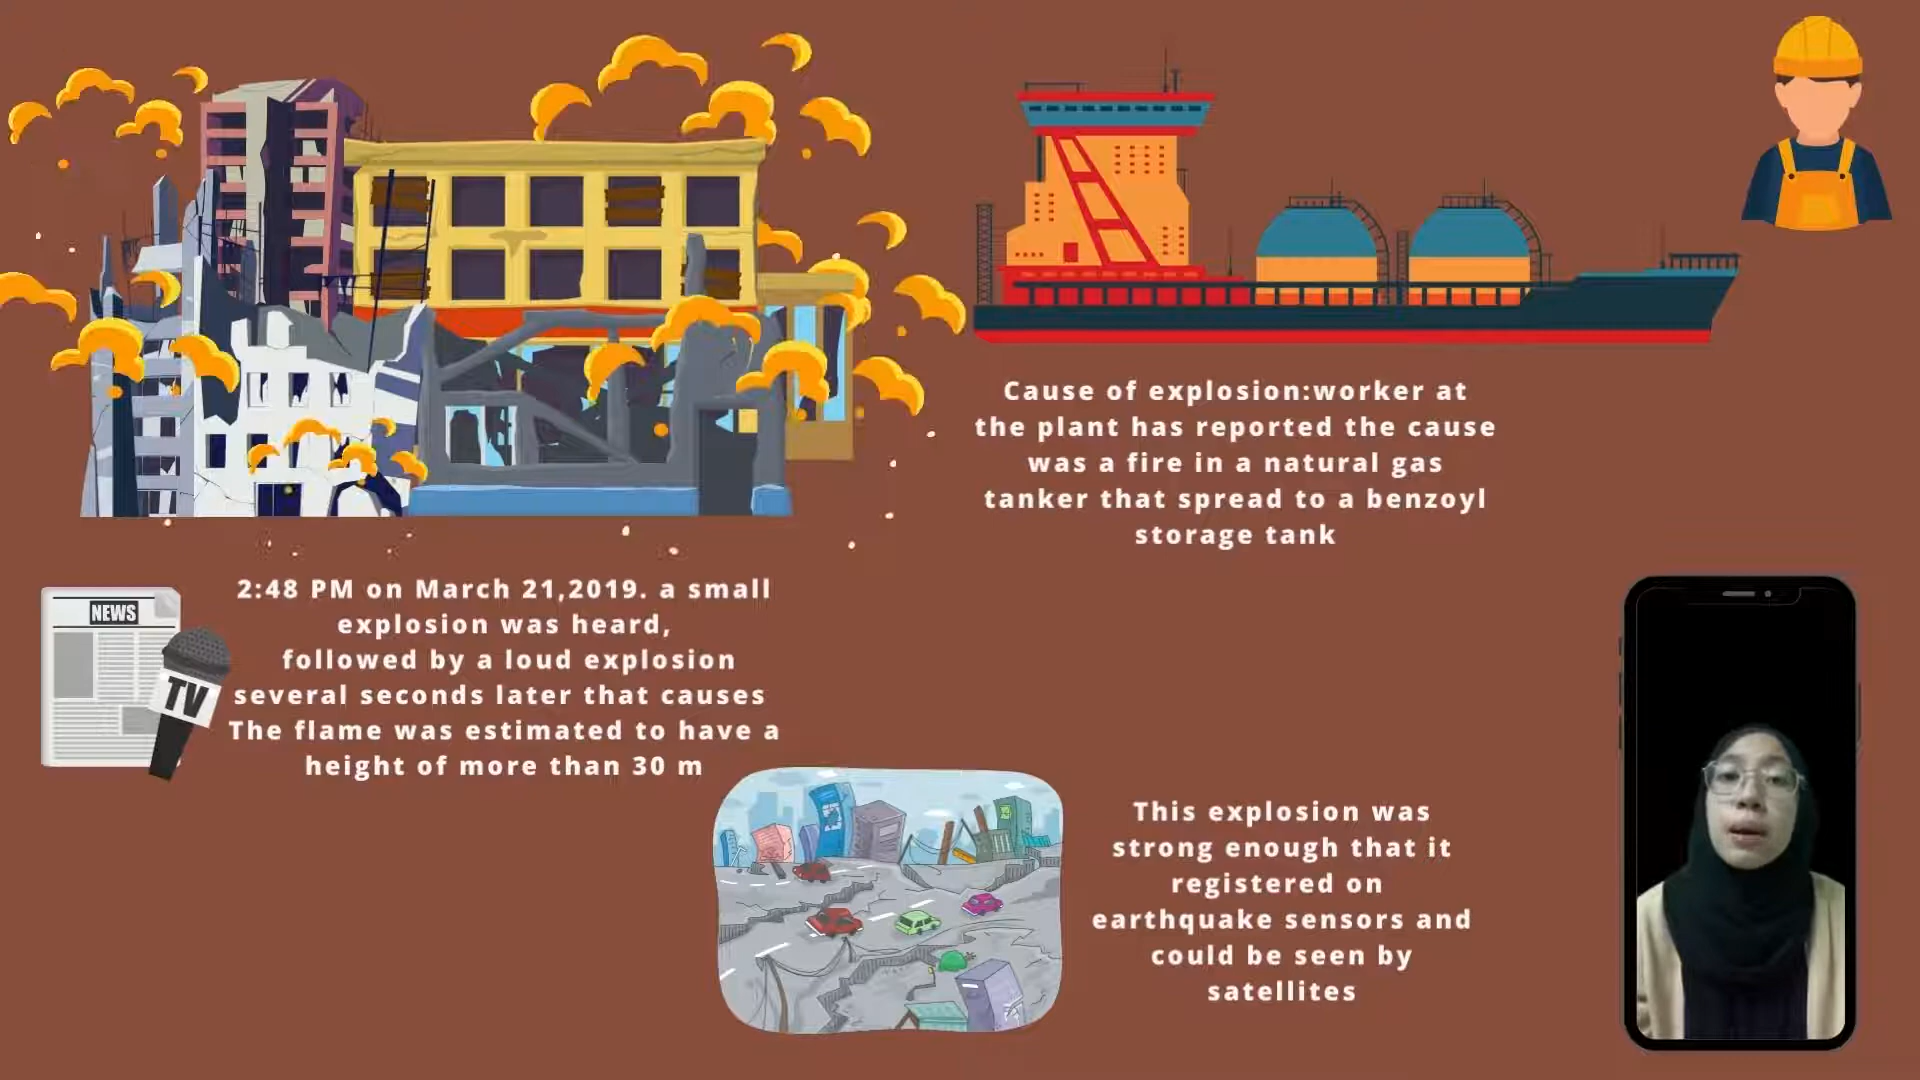 Cause of explosion:worker at
the plant has reported the cause
was a fire in a natural gas
tanker that spread to a benzoyl
storage tank
NEWS
TV
2:48 PM on March 21,2019. a small
explosion was heard,
followed by a loud explosion
several seconds later that causes
The flame was estimated to have a
height of more than 30 m
This explosion was
strong enough that it
registered on
earthquake sensors and
could be seen by
satellites